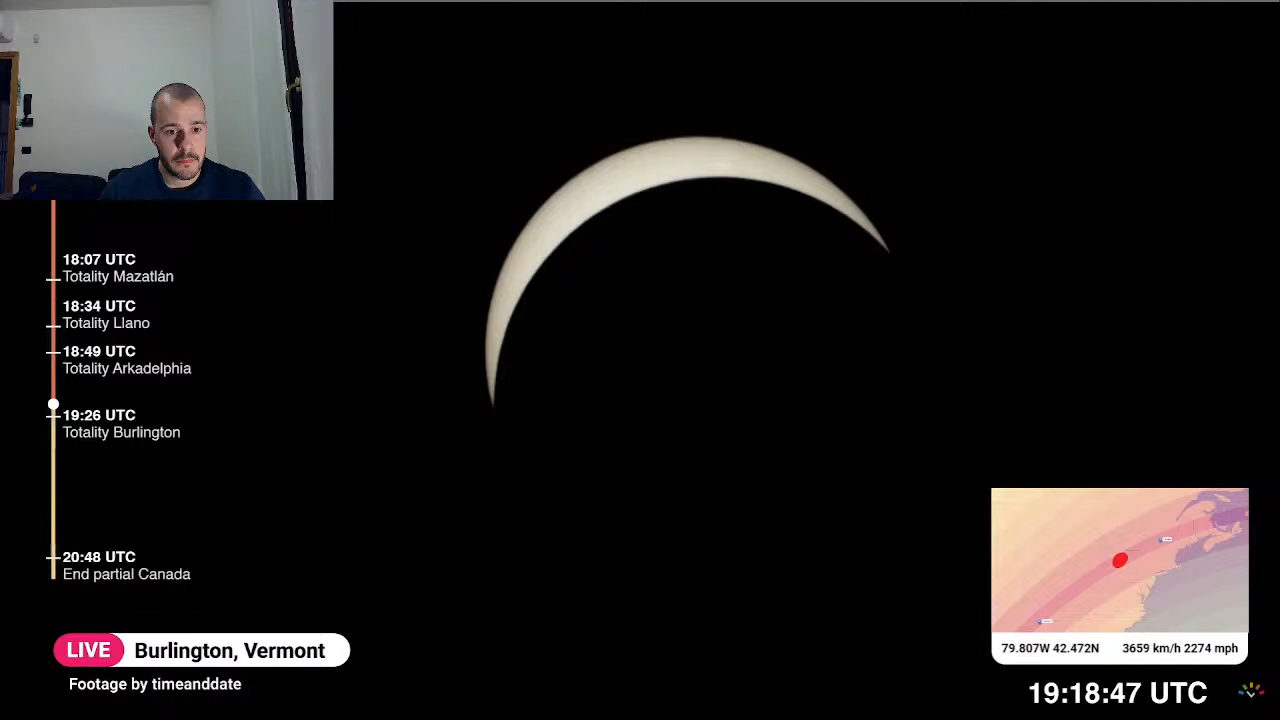 18:07 UTC
Totality Mazatlán
18:34 UTC
Totality Llano
18:49 UTC
Totality Arkadelphia
19:26 UTC
Totality Burlington
20:48 UTC
End partial Canada
LIVE Burlington, Vermont
Footage by timeanddate
79.807W 42.472N 3659 km/h 2274 mph
19:18:47 UTC